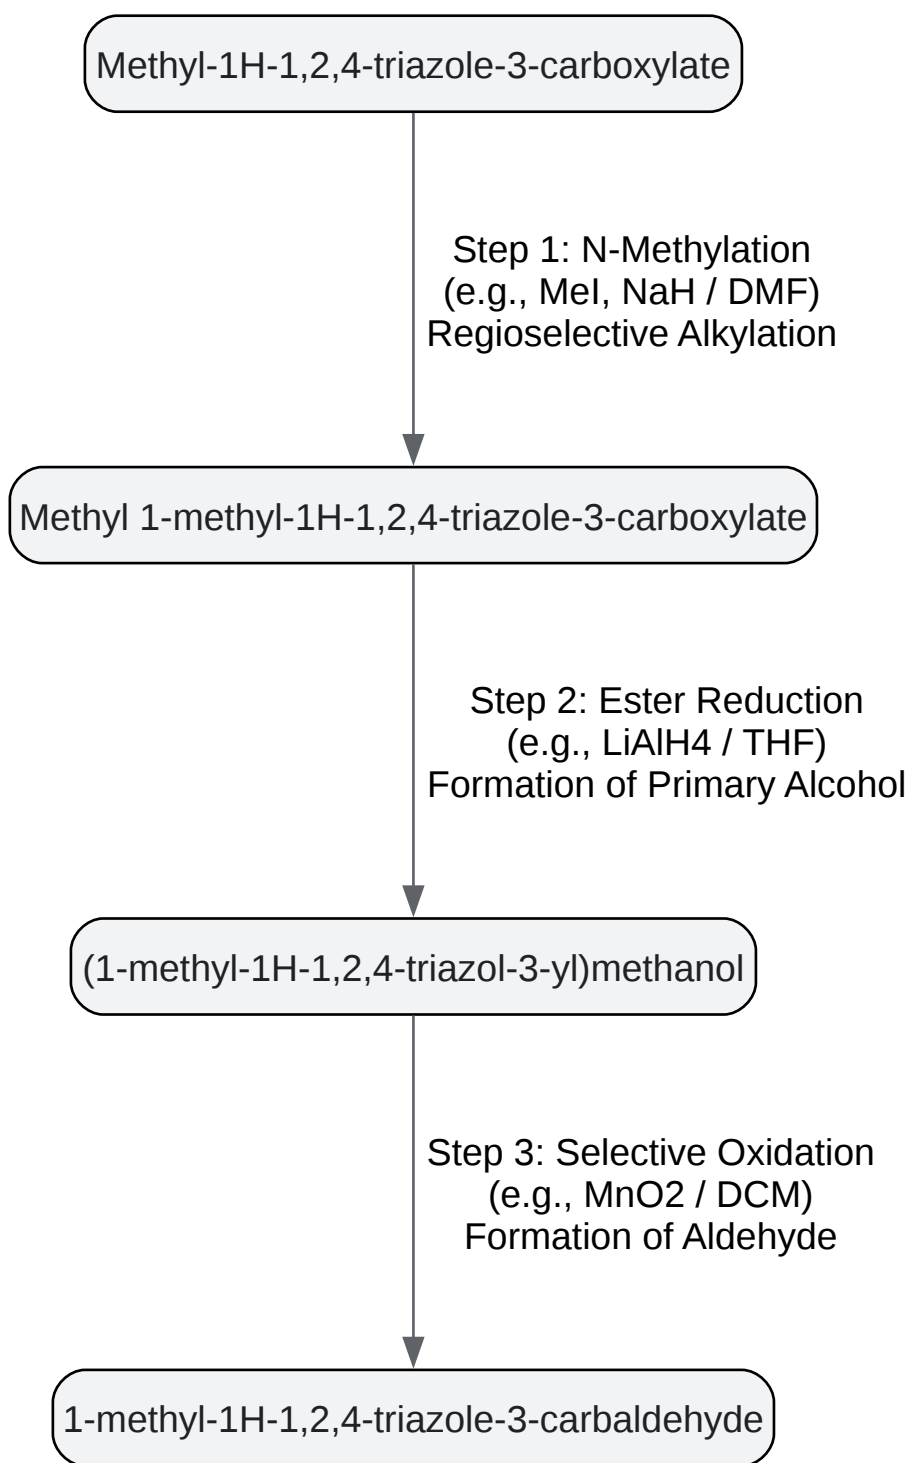 Methyl-1H-1,2,4-triazole-3-carboxylate
Step 1: N-Methylation
(e.g., MeI, NaH / DMF)
Regioselective Alkylation
Methyl 1-methyl-1H-1,2,4-triazole-3-carboxylate
Step 2: Ester Reduction
(e.g., LiAlH4 / THF)
Formation of Primary Alcohol
(1-methyl-1H-1,2,4-triazol-3-yl)methanol
Step 3: Selective Oxidation
(e.g., MnO2 / DCM)
Formation of Aldehyde
1-methyl-1H-1,2,4-triazole-3-carbaldehyde